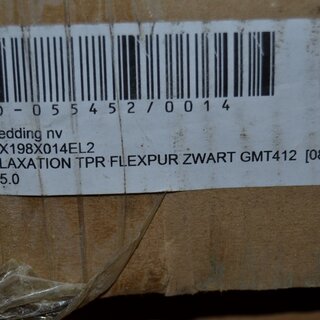 0-055452/0014
edding nv
X198X014EL2
LAXATION TPR FLEXPUR ZWART GMT412 [08
5.0